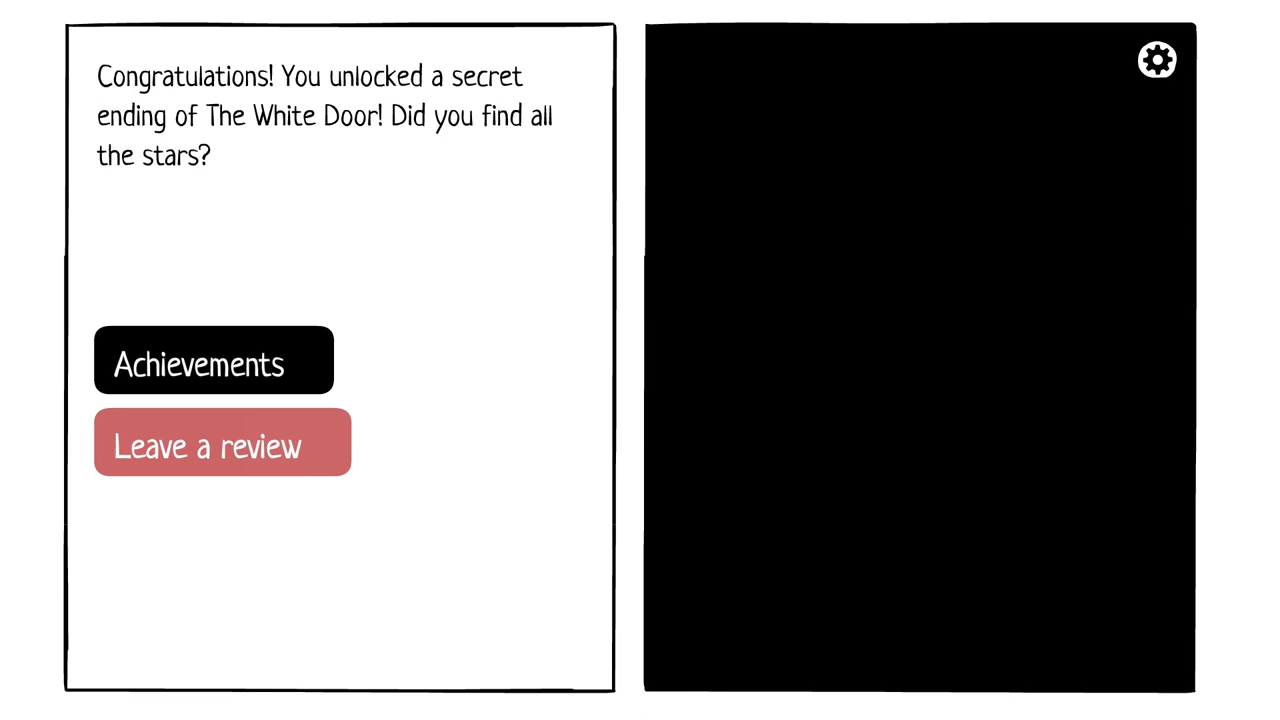 Congratulations! You unlocked a secret
ending of The White Door! Did you find all
the stars?
Achievements
Leave a review